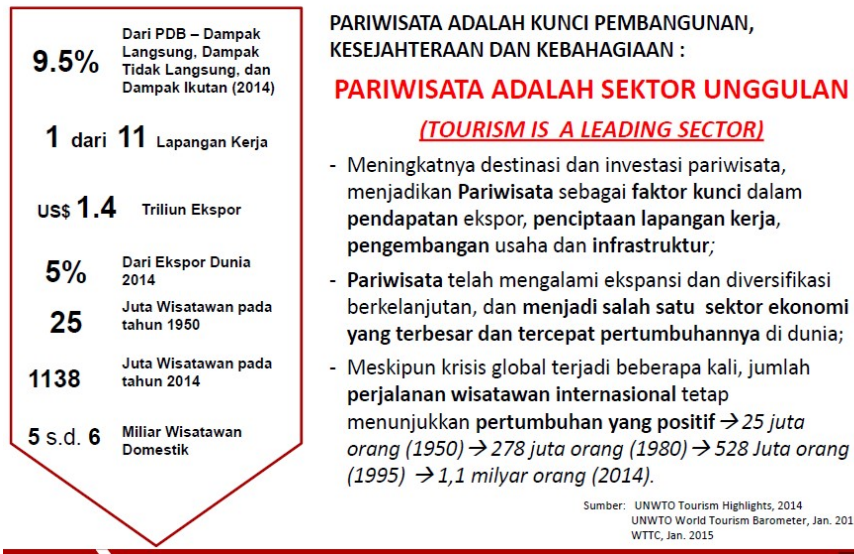 9.5%
Dari PDB – Dampak
Langsung, Dampak
Tidak Langsung, dan
Dampak Ikutan (2014)
1 dari 11 Lapangan Kerja
US$ 1.4 Triliun Ekspor
5%
Dari Ekspor Dunia
2014
25
Juta Wisatawan pada
tahun 1950
1138
Juta Wisatawan pada
tahun 2014
5 s.d. 6
Miliar Wisatawan
Domestik
PARIWISATA ADALAH KUNCI PEMBANGUNAN,
KESEJAHTERAAN DAN KEBAHAGIAAN :
PARIWISATA ADALAH SEKTOR UNGGULAN
(TOURISM IS A LEADING SECTOR)
- Meningkatnya destinasi dan investasi pariwisata,
menjadikan Pariwisata sebagai faktor kunci dalam
pendapatan ekspor, penciptaan lapangan kerja,
pengembangan usaha dan infrastruktur;
- Pariwisata telah mengalami ekspansi dan diversifikasi
berkelanjutan, dan menjadi salah satu sektor ekonomi
yang terbesar dan tercepat pertumbuhannya di dunia;
- Meskipun krisis global terjadi beberapa kali, jumlah
perjalanan wisatawan internasional tetap
menunjukkan pertumbuhan yang positif → 25 juta
orang (1950) → 278 juta orang (1980) → 528 Juta orang
(1995) → 1,1 milyar orang (2014).
Sumber: UNWTO Tourism Highlights, 2014
UNWTO World Tourism Barometer, Jan. 201
WTTC, Jan. 2015